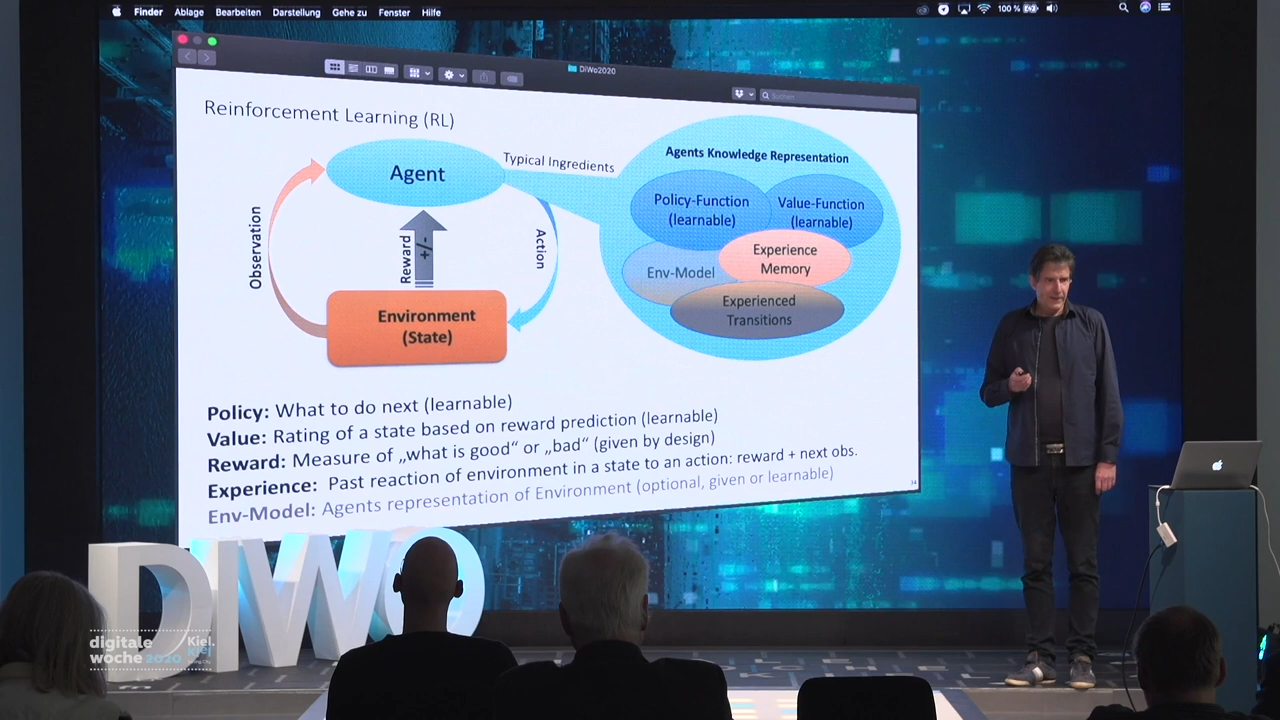 Finder Ablage Bearbeiten Darstellung Gehe zu Fenster Hilfe
100 %
DiWo2020
Suchen
Reinforcement Learning (RL)
Agent
Typical Ingredients
Agents Knowledge Representation
Policy-Function
(learnable)
Value-Function
(learnable)
Experience
Memory
Env-Model
Experienced
Transitions
Observation
Reward
+/-
Action
Environment
(State)
Policy: What to do next (learnable)
Value: Rating of a state based on reward prediction (learnable)
Reward: Measure of „what is good“ or „bad“ (given by design)
Experience: Past reaction of environment in a state to an action: reward + next obs.
Env-Model: Agents representation of Environment (optional, given or learnable)
34
DIWO
digitale
woche 2020
Kiel.
kiel